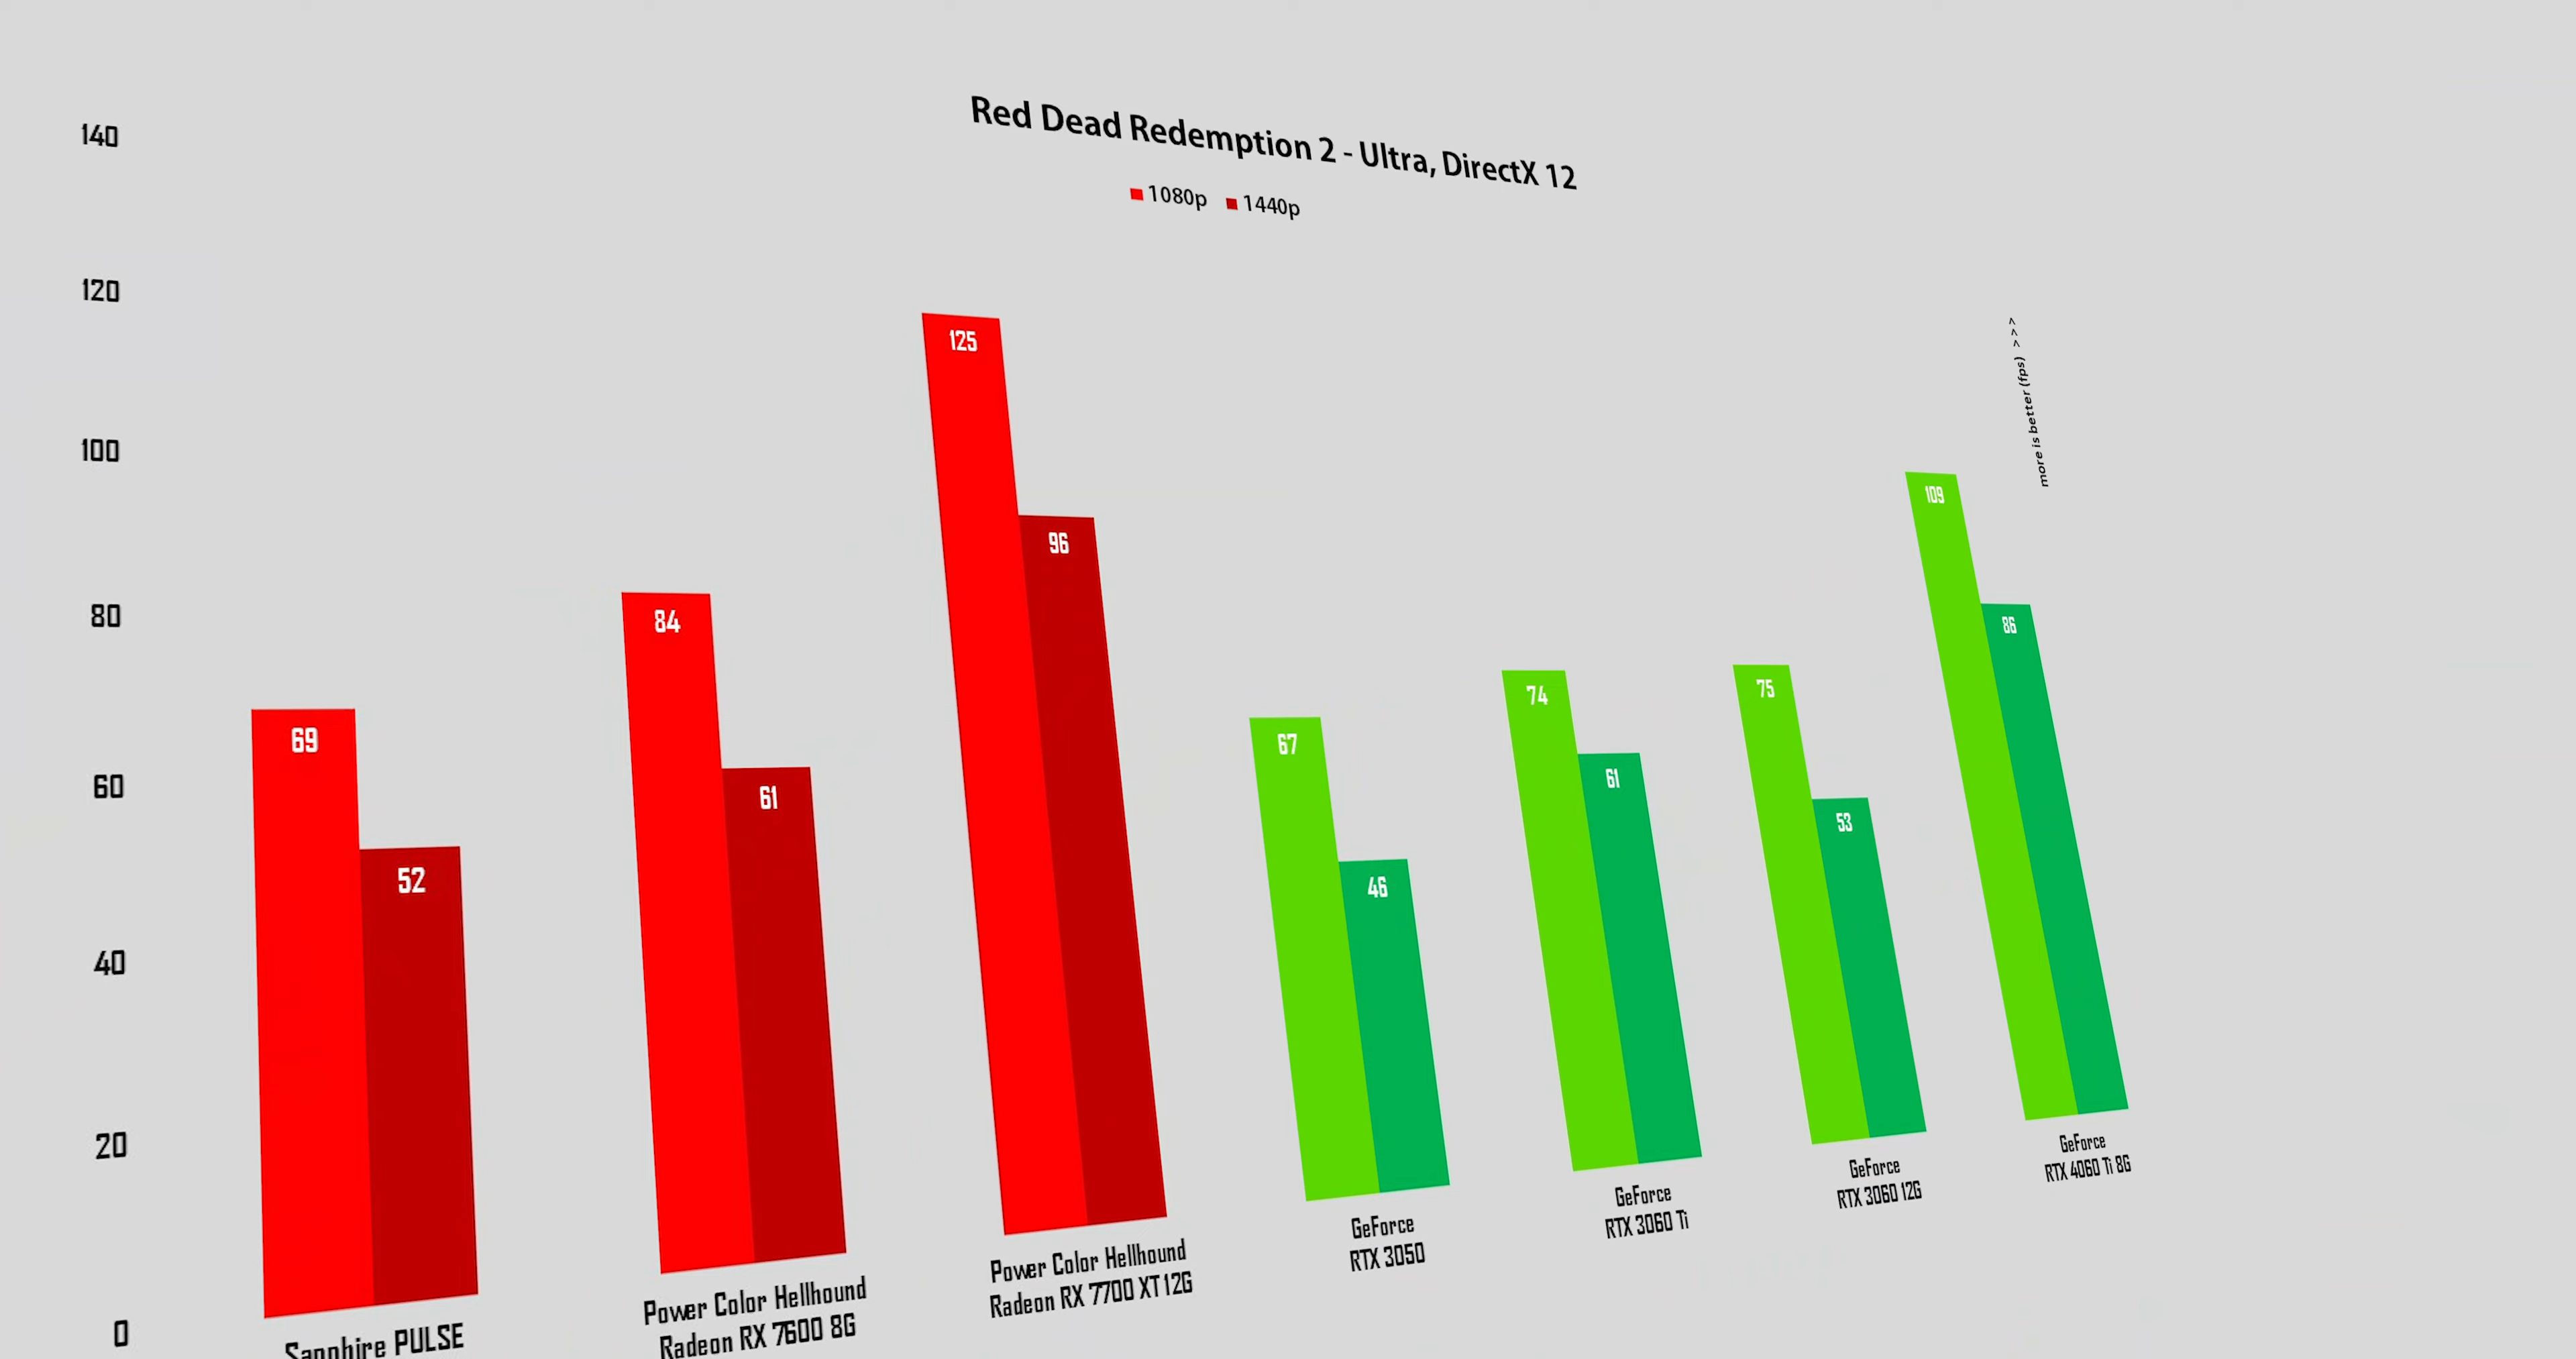 Red Dead Redemption 2 - Ultra, DirectX 12
1080p 1440p
140
120
100
80
60
40
20
0
69
52
84
61
125
96
67
46
74
61
75
53
109
86
more is better (fps) >>>
Sapphire PULSE
Power Color Hellhound
Radeon RX 7600 8G
Power Color Hellhound
Radeon RX 7700 XT 12G
GeForce
RTX 3050
GeForce
RTX 3060 Ti
GeForce
RTX 3060 12G
GeForce
RTX 4060 Ti 8G